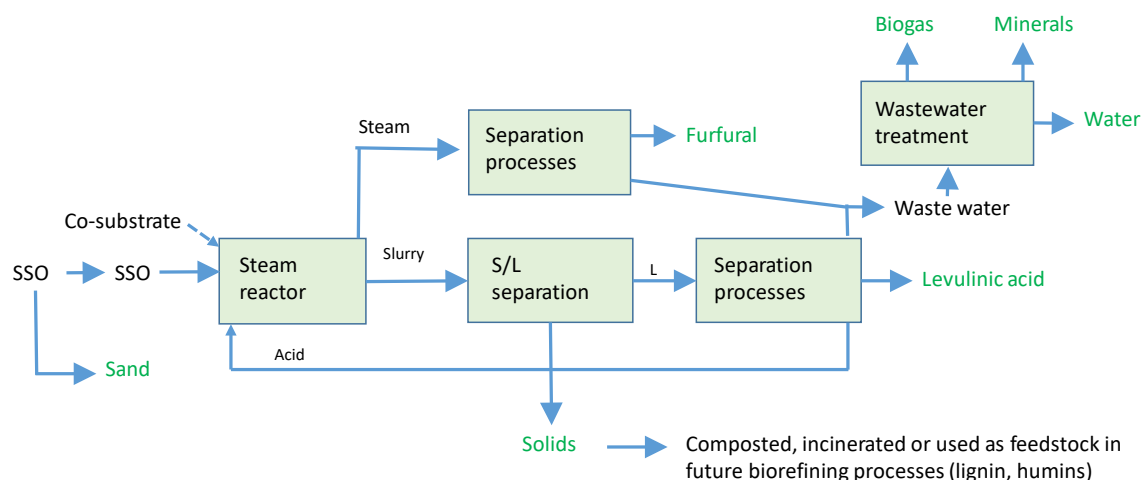 Biogas
Minerals
Wastewater
treatment
Water
Steam
Separation
processes
Furfural
Waste water
Co-substrate
SSO
SSO
Steam
reactor
Slurry
S/L
separation
L
Separation
processes
Levulinic acid
Acid
Sand
Solids
Composted, incinerated or used as feedstock in
future biorefining processes (lignin, humins)